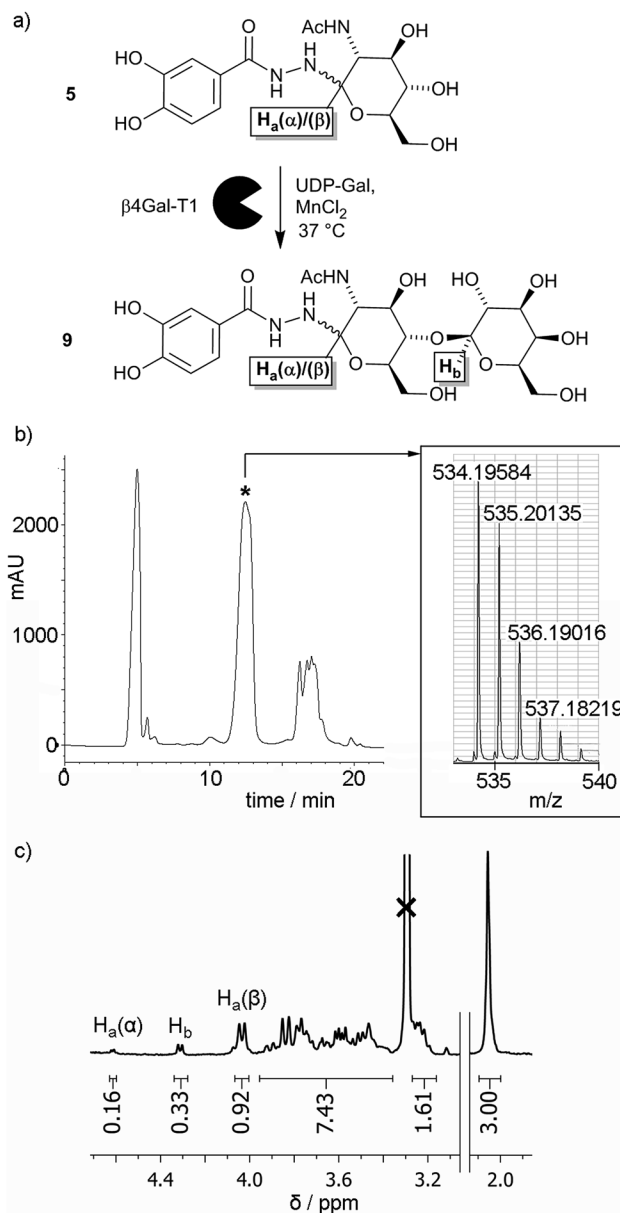 a)
O
AcHN
OH
HO
HO
N
H
H
N
OH
O
OH
5
Hₐ(α)/(β)
β4Gal-T1
UDP-Gal,
MnCl₂
37 °C
O
AcHN
OH
HO
OH
OH
HO
HO
N
H
H
N
O
O
OH
O
OH
OH
9
Hₐ(α)/(β)
H_b
b)
*
2000
1000
0
mAU
0
10
20
time / min
534.19584
535.20135
536.19016
537.18219
535
540
m/z
c)
Hₐ(α)
H_b
Hₐ(β)
0.16
0.33
0.92
7.43
1.61
3.00
4.4
4.0
3.6
3.2
2.0
δ / ppm